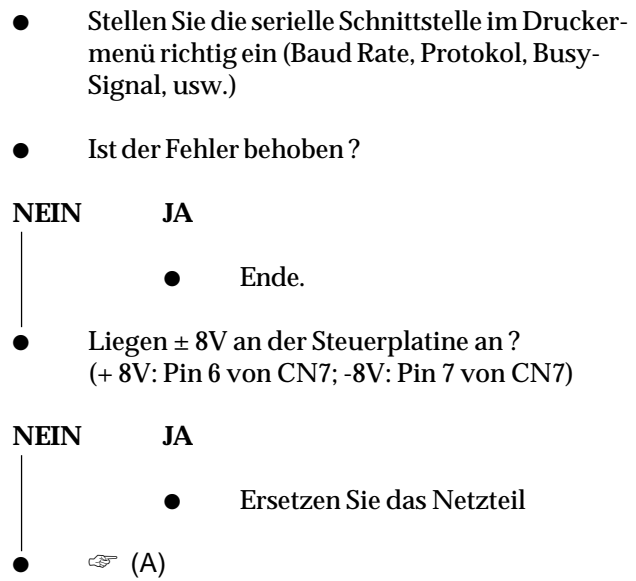 ● Stellen Sie die serielle Schnittstelle im Drucker-
menü richtig ein (Baud Rate, Protokol, Busy-
Signal, usw.)
● Ist der Fehler behoben ?
NEIN JA
● Ende.
● Liegen ± 8V an der Steuerplatine an ?
(+ 8V: Pin 6 von CN7; -8V: Pin 7 von CN7)
NEIN JA
● Ersetzen Sie das Netzteil
● ☞ (A)